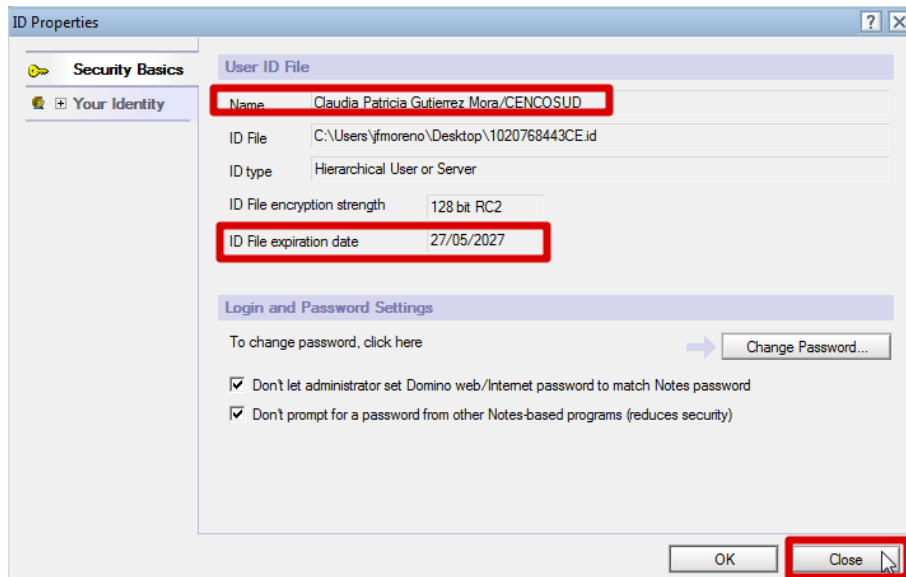 ID Properties
?
X
Security Basics
Your Identity
User ID File
Name Claudia Patricia Gutierrez Mora/CENCOSUD
ID File C:\Users\jfmoreno\Desktop\1020768443CE.id
ID type Hierarchical User or Server
ID File encryption strength 128 bit RC2
ID File expiration date 27/05/2027
Login and Password Settings
To change password, click here Change Password...
Don't let administrator set Domino web/Internet password to match Notes password
Don't prompt for a password from other Notes-based programs (reduces security)
OK Close